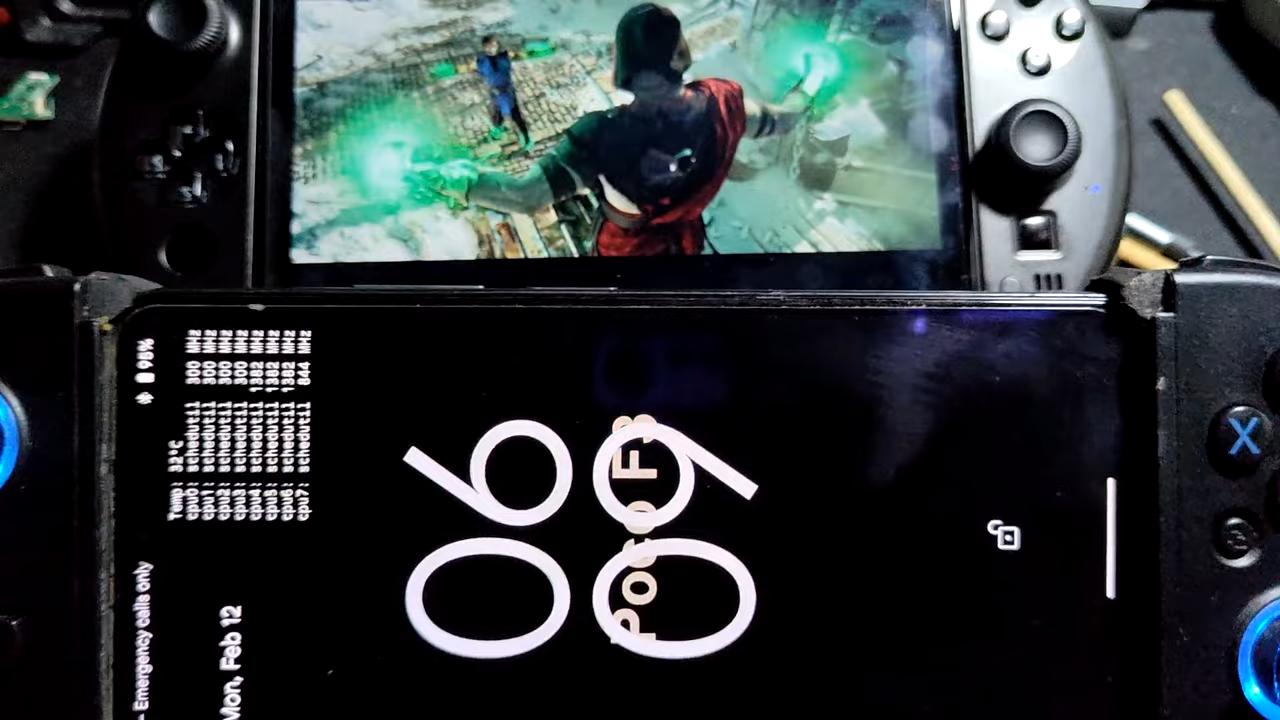 – Emergency calls only 98%
Temp: 32°C
cpu0: schedutil 300 MHz
cpu1: schedutil 300 MHz
cpu2: schedutil 300 MHz
cpu3: schedutil 300 MHz
cpu4: schedutil 1382 MHz
cpu5: schedutil 1382 MHz
cpu6: schedutil 1382 MHz
cpu7: schedutil 844 MHz
Mon, Feb 12
06
09
Poco F3
X